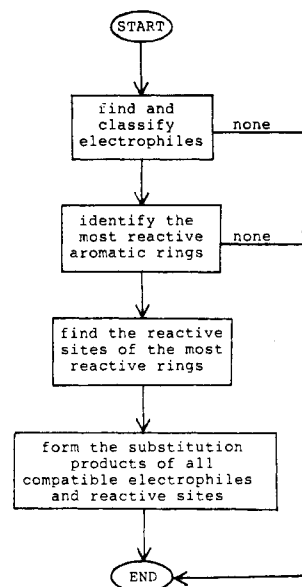 START
find and
classify
electrophiles
none
identify the
most reactive
aromatic rings
none
find the reactive
sites of the most
reactive rings
form the substitution
products of all
compatible electrophiles
and reactive sites
END